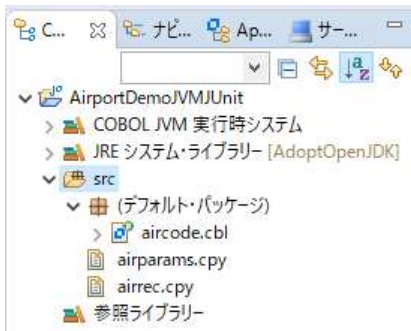 C... ナビ... Ap... サー...
AirportDemoJVMJUnit
COBOL JVM 実行時システム
JRE システム・ライブラリー [AdoptOpenJDK]
src
(デフォルト・パッケージ)
aircode.cbl
airparams.cpy
airrec.cpy
参照ライブラリー